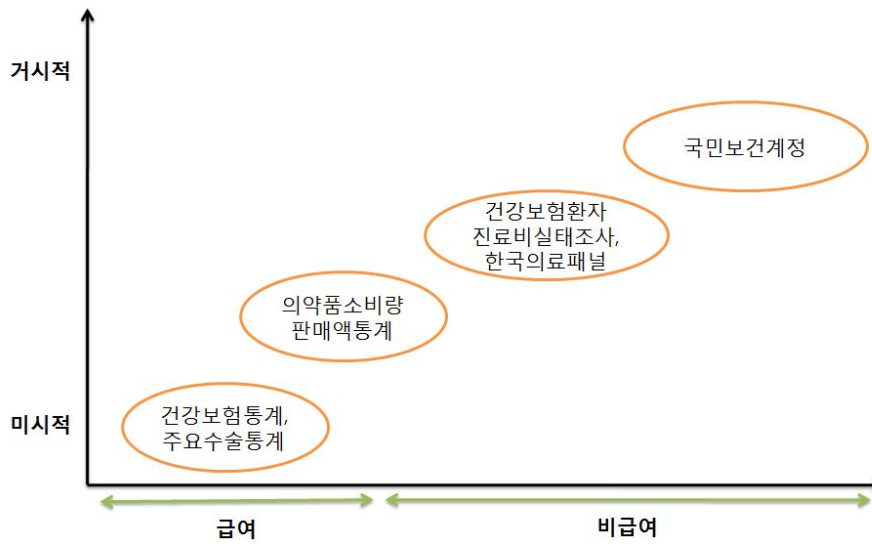 거시적
국민보건계정
건강보험환자
진료비실태조사,
한국의료패널
의약품소비량
판매액통계
미시적
건강보험통계,
주요수술통계
급여
비급여